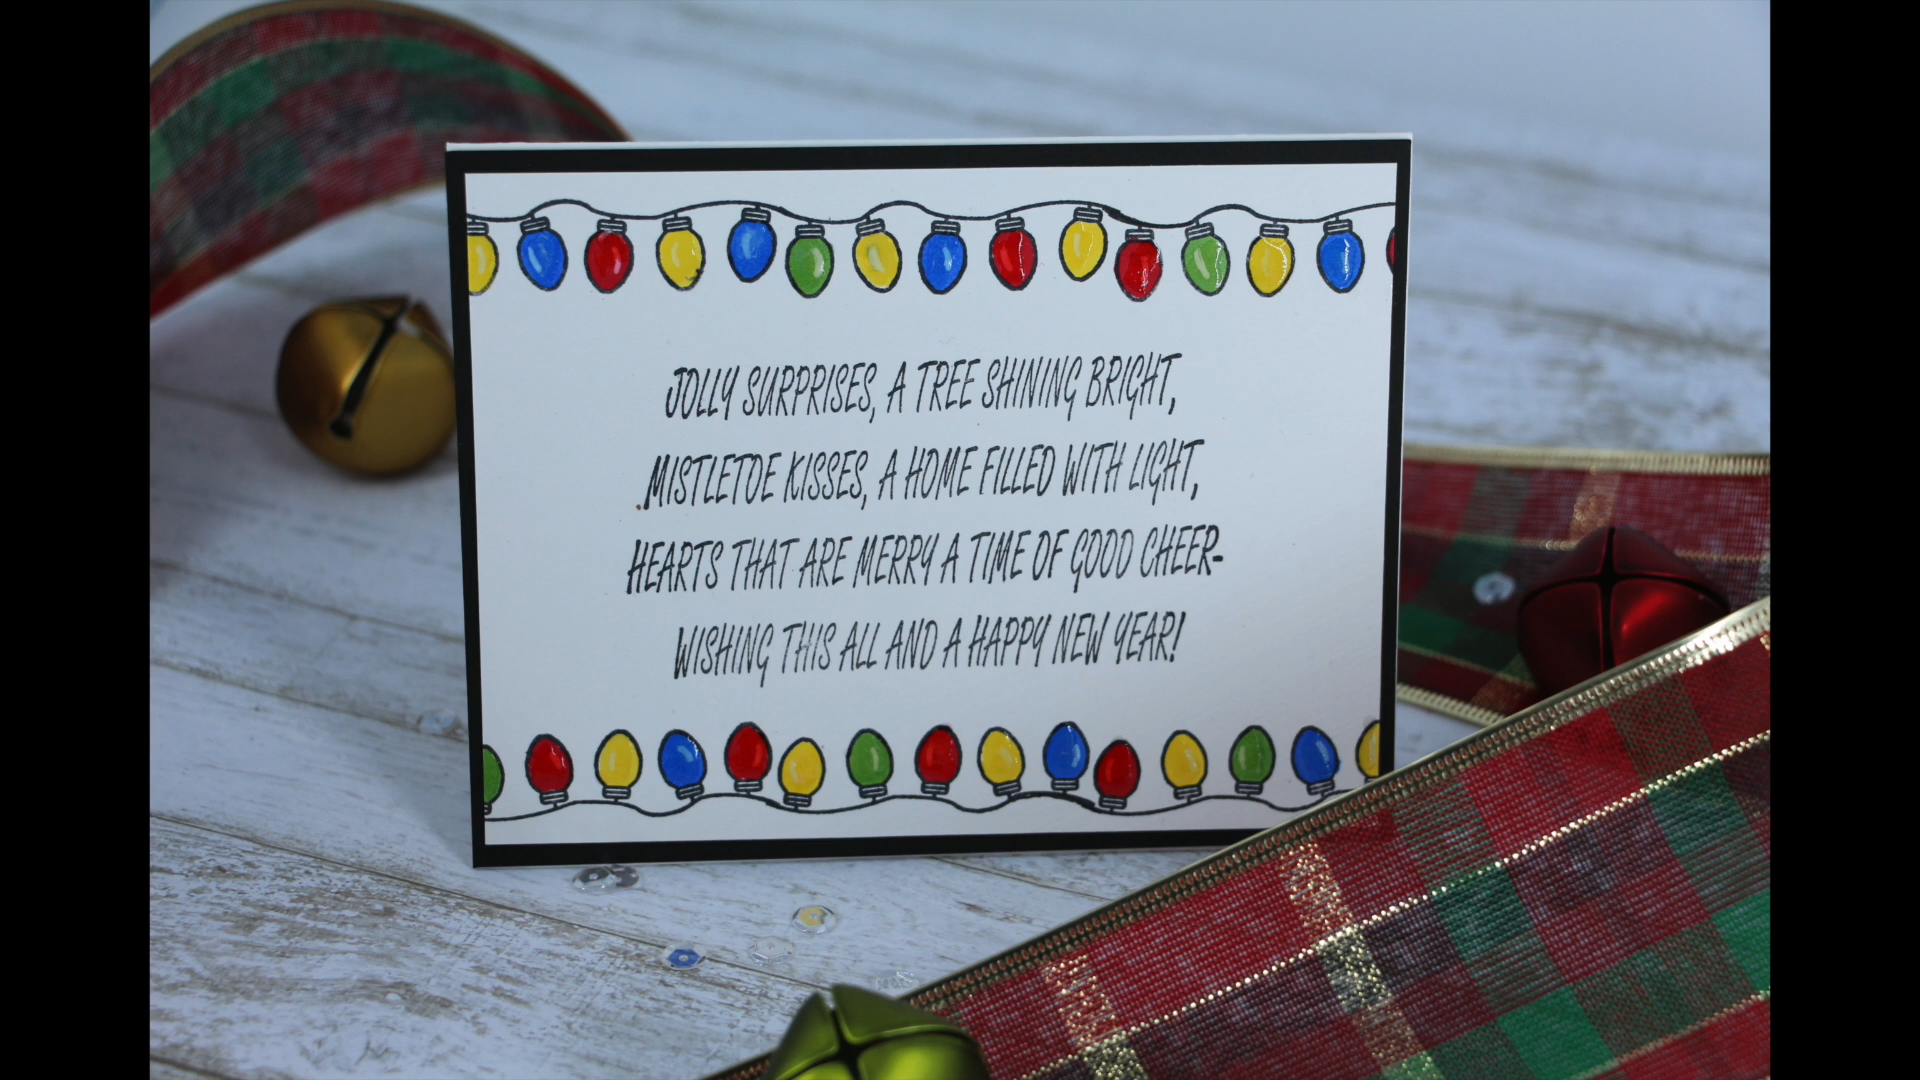 JOLLY SURPRISES, A TREE SHINING BRIGHT,
MISTLETOE KISSES, A HOME FILLED WITH LIGHT,
HEARTS THAT ARE MERRY A TIME OF GOOD CHEER-
WISHING THIS ALL AND A HAPPY NEW YEAR!